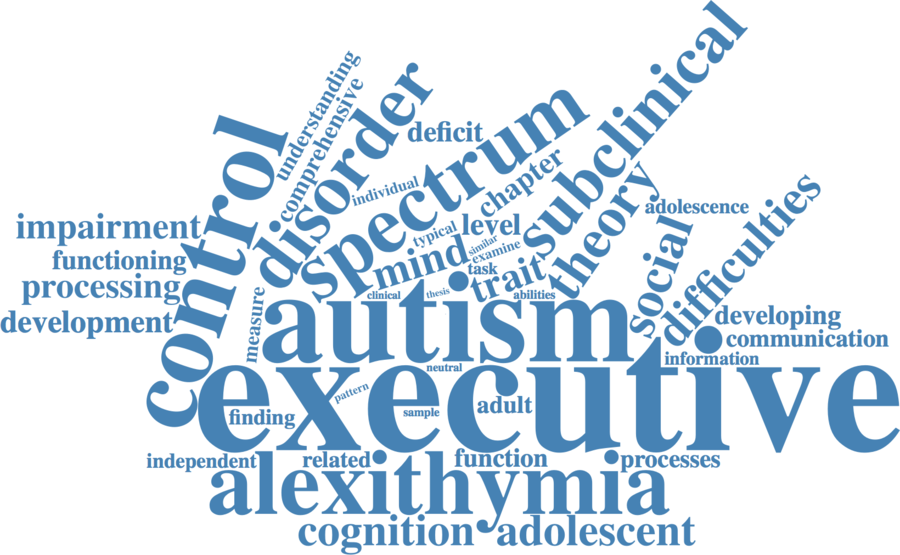 subclinical
understanding
comprehensive
disorder
control
deficit
spectrum
individual
chapter
theory
difficulties
adolescence
impairment
level
typical
similar
social
examine
mind
functioning
task
trait
processing
measure
clinical
thesis
abilities
autism
development
developing
communication
information
neutral
executive
pattern
finding
sample
adult
independent
related
function
processes
alexithymia
cognition
adolescent